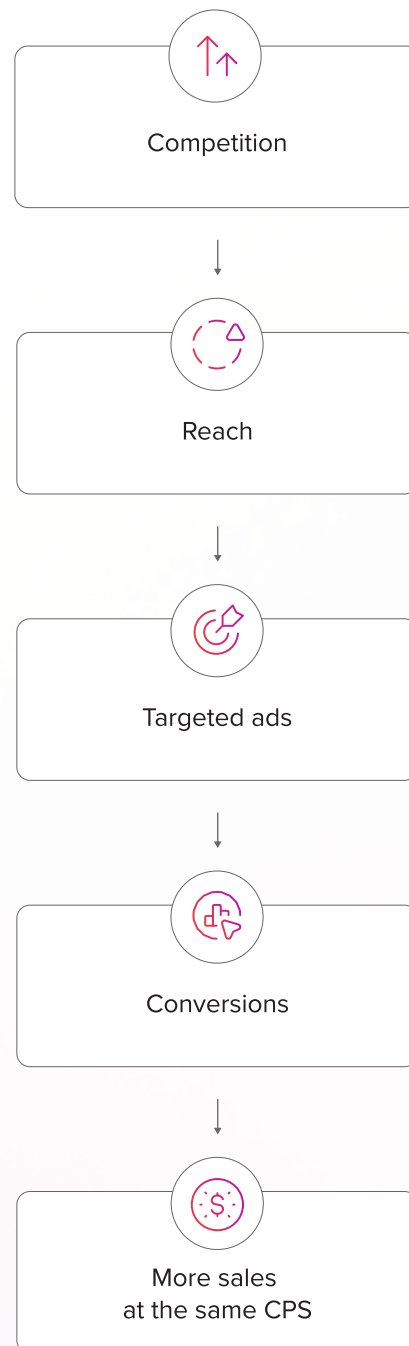 Competition
Reach
Targeted ads
Conversions
$
More sales
at the same CPS